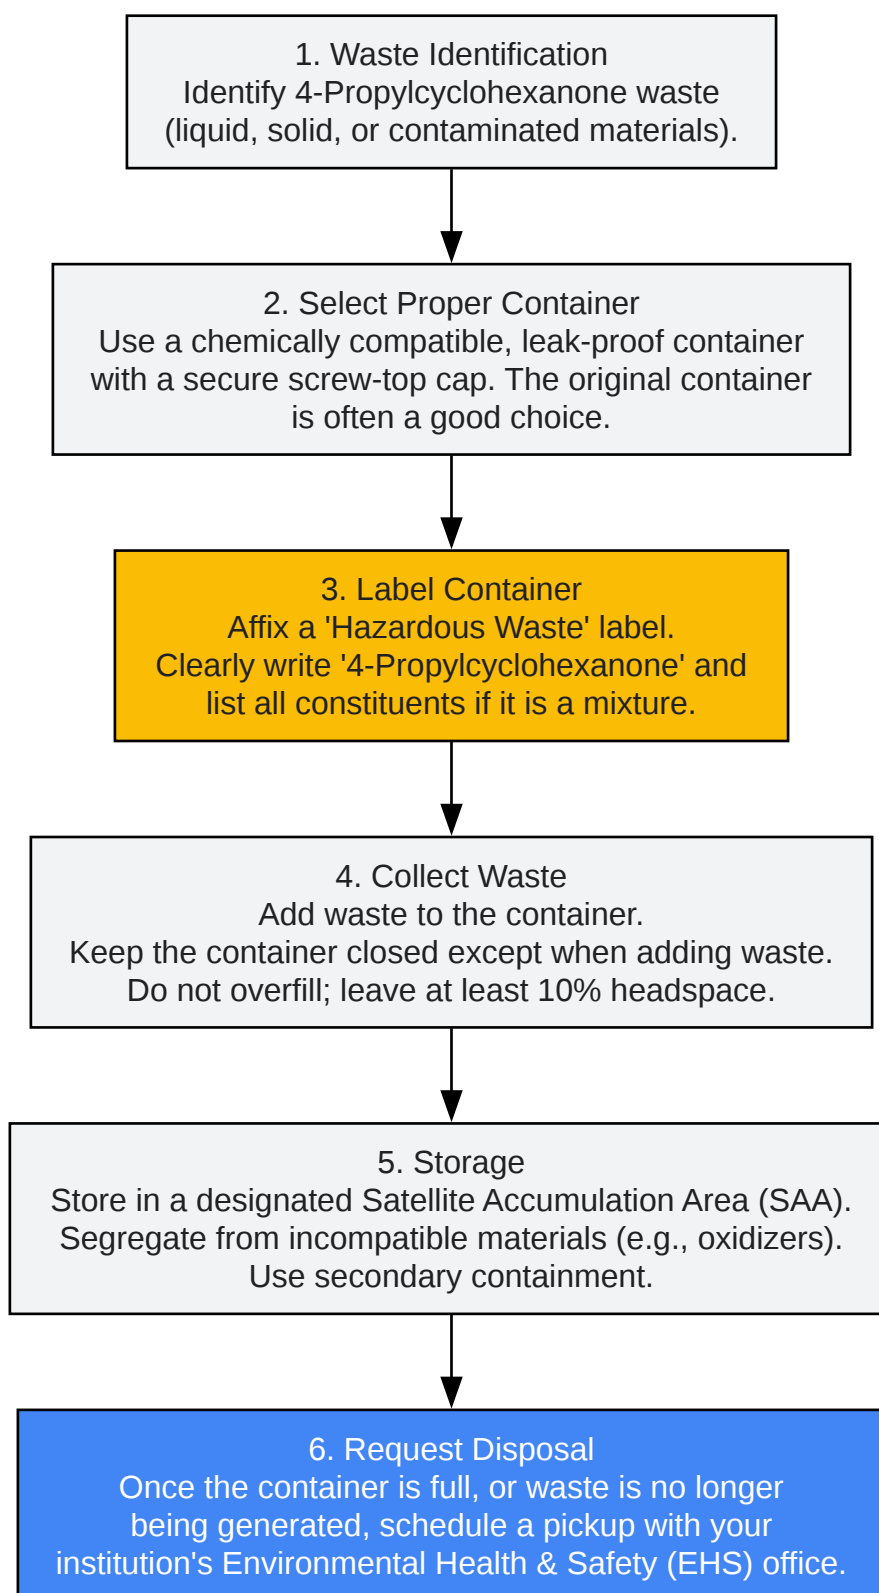 1. Waste Identification
Identify 4-Propylcyclohexanone waste
(liquid, solid, or contaminated materials).
2. Select Proper Container
Use a chemically compatible, leak-proof container
with a secure screw-top cap. The original container
is often a good choice.
3. Label Container
Affix a 'Hazardous Waste' label.
Clearly write '4-Propylcyclohexanone' and
list all constituents if it is a mixture.
4. Collect Waste
Add waste to the container.
Keep the container closed except when adding waste.
Do not overfill; leave at least 10% headspace.
5. Storage
Store in a designated Satellite Accumulation Area (SAA).
Segregate from incompatible materials (e.g., oxidizers).
Use secondary containment.
6. Request Disposal
Once the container is full, or waste is no longer
being generated, schedule a pickup with your
institution's Environmental Health & Safety (EHS) office.